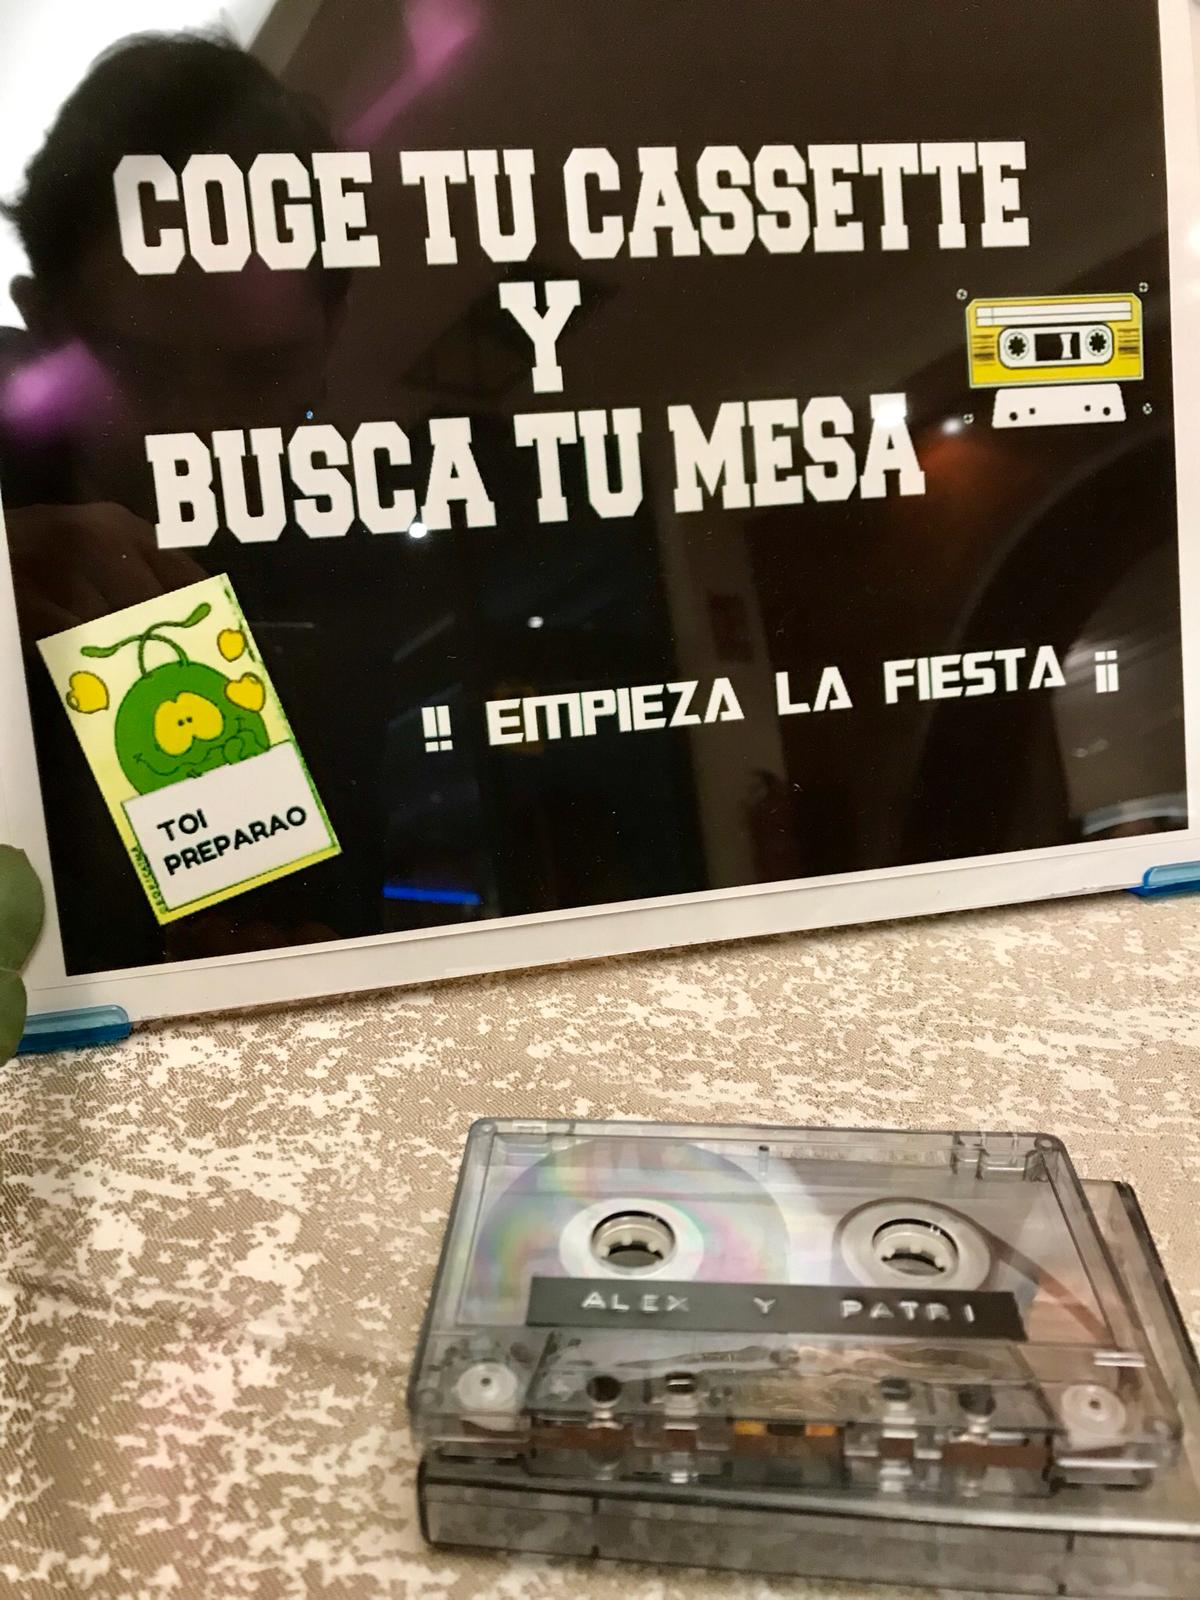 COGE TU CASSETTE
Y
BUSCA TU MESA
!! EMPIEZA LA FIESTA ¡¡
TOI
PREPARAO
ALEX Y PATRI